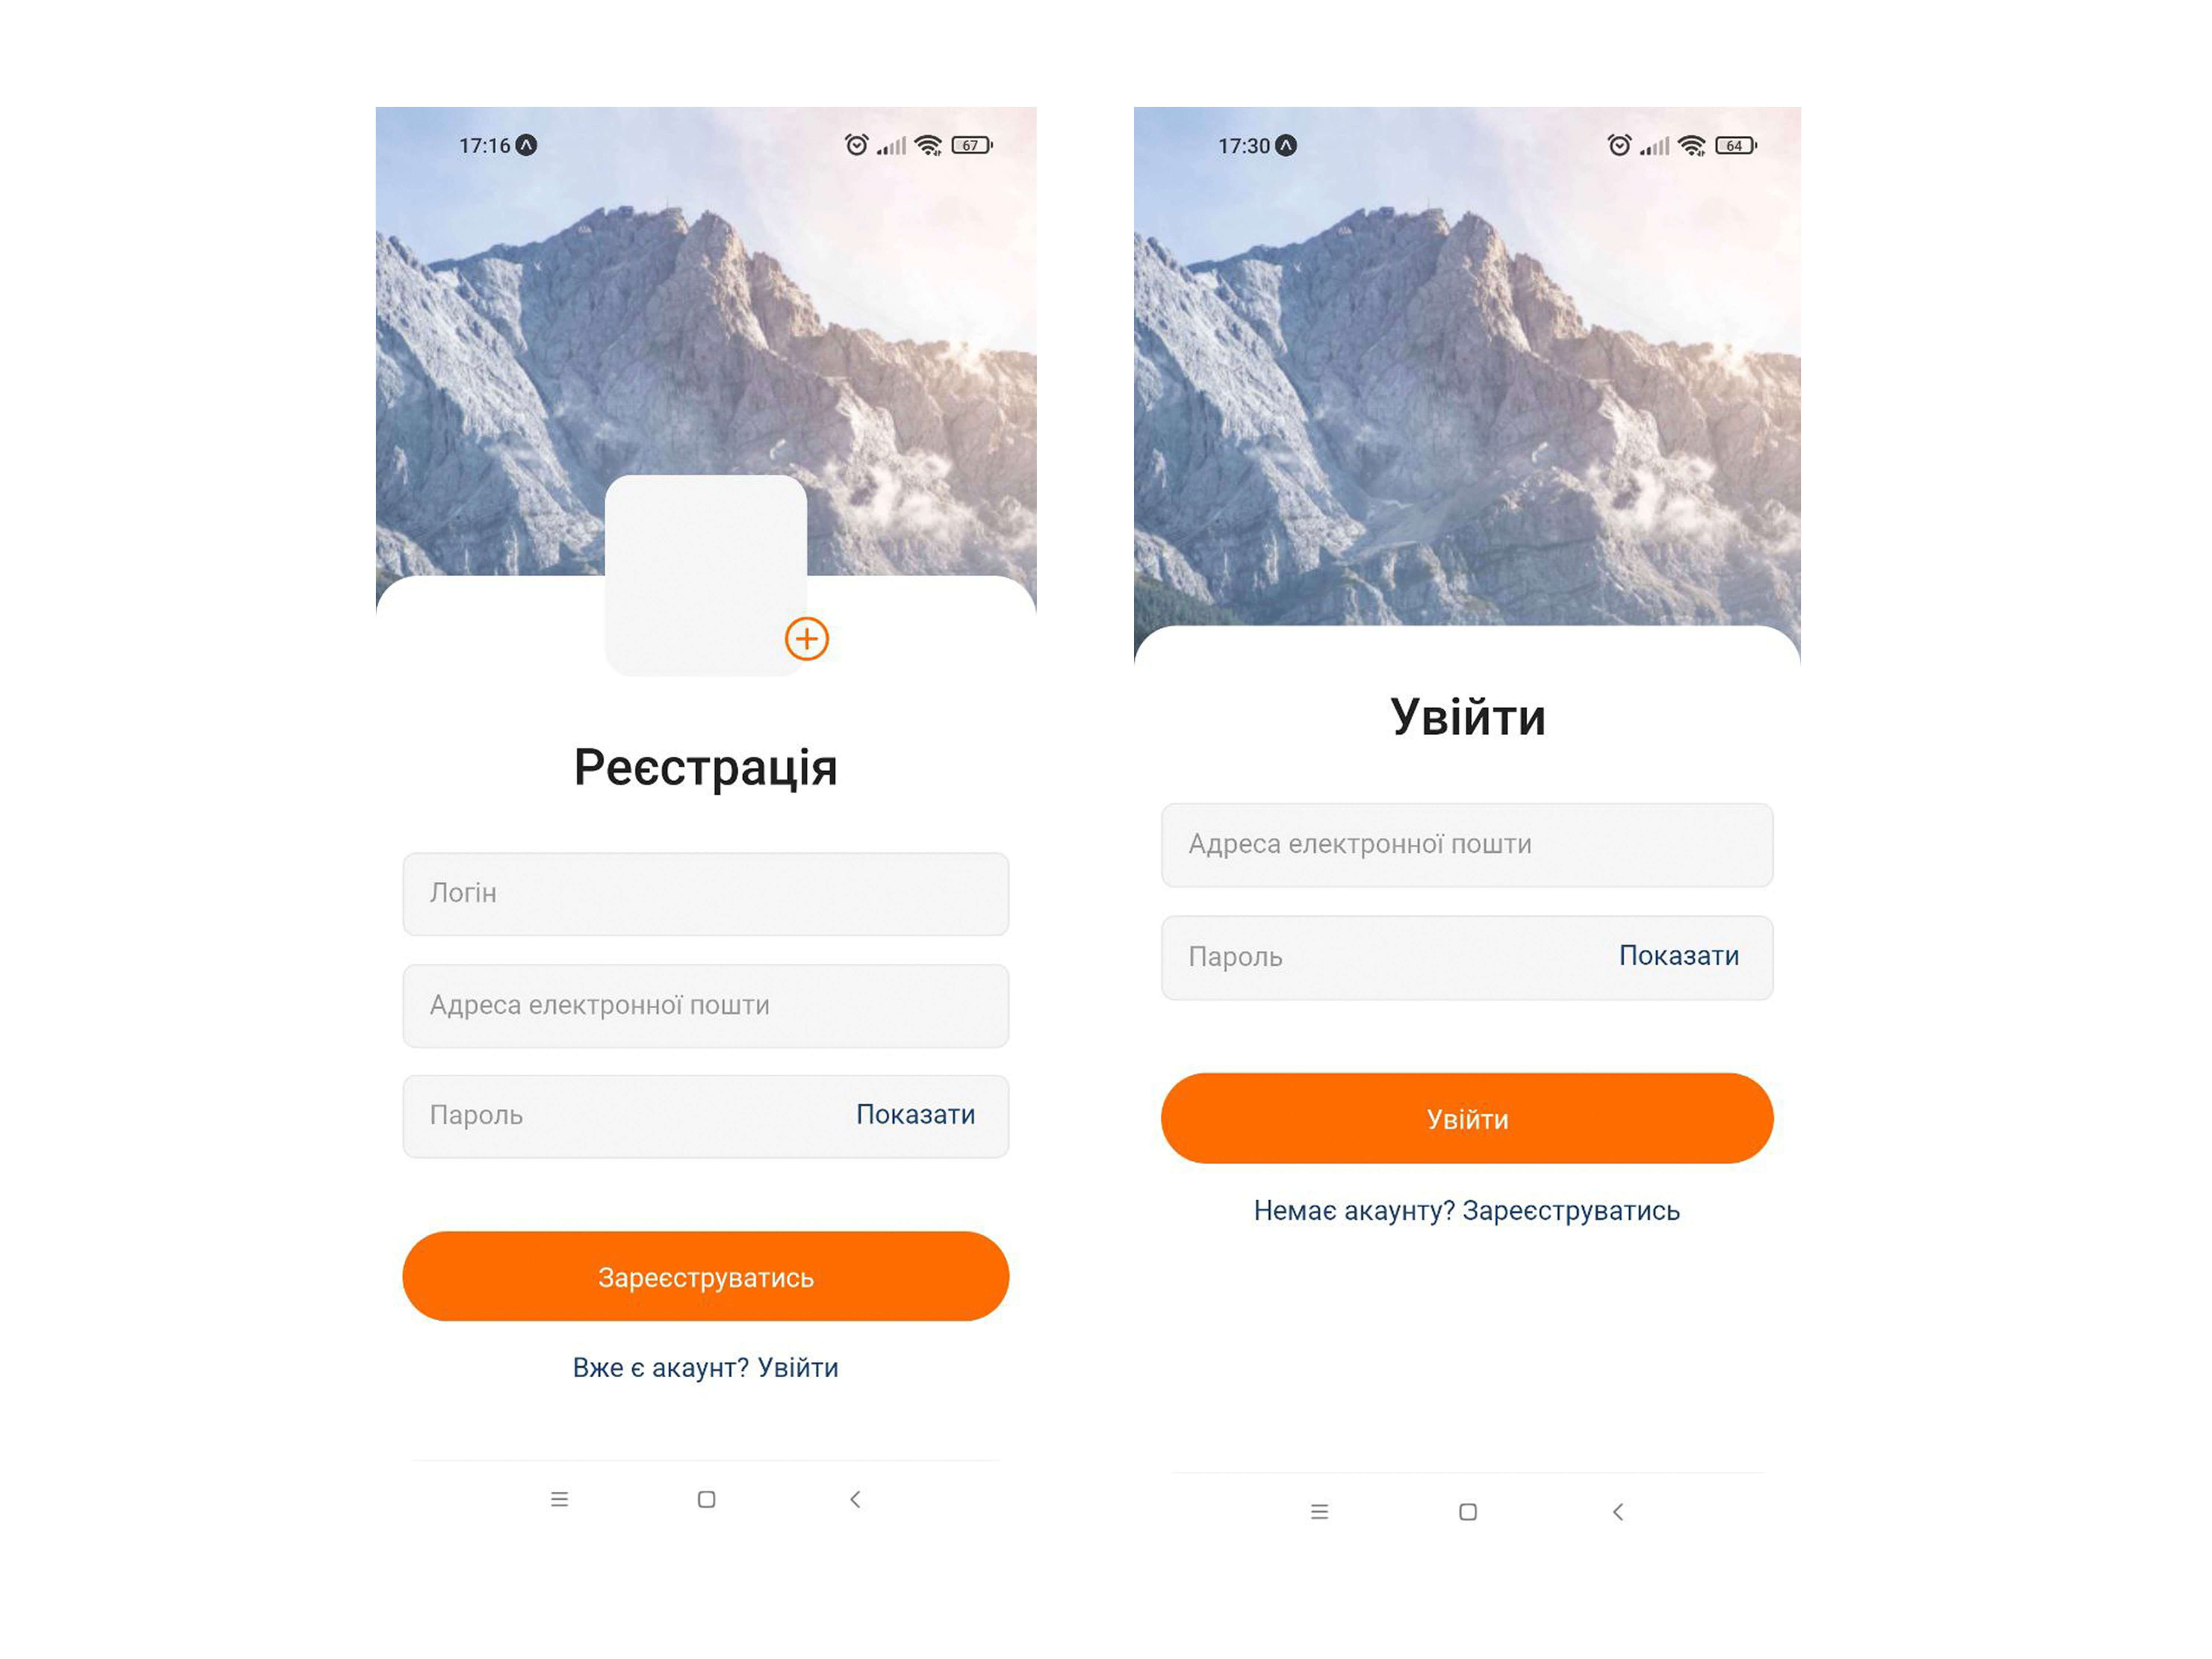 17:16
67
Реєстрація
Логін
Адреса електронної пошти
Пароль Показати
Зареєструватись
Вже є акаунт? Увійти
17:30
64
Увійти
Адреса електронної пошти
Пароль Показати
Увійти
Немає акаунту? Зареєструватись